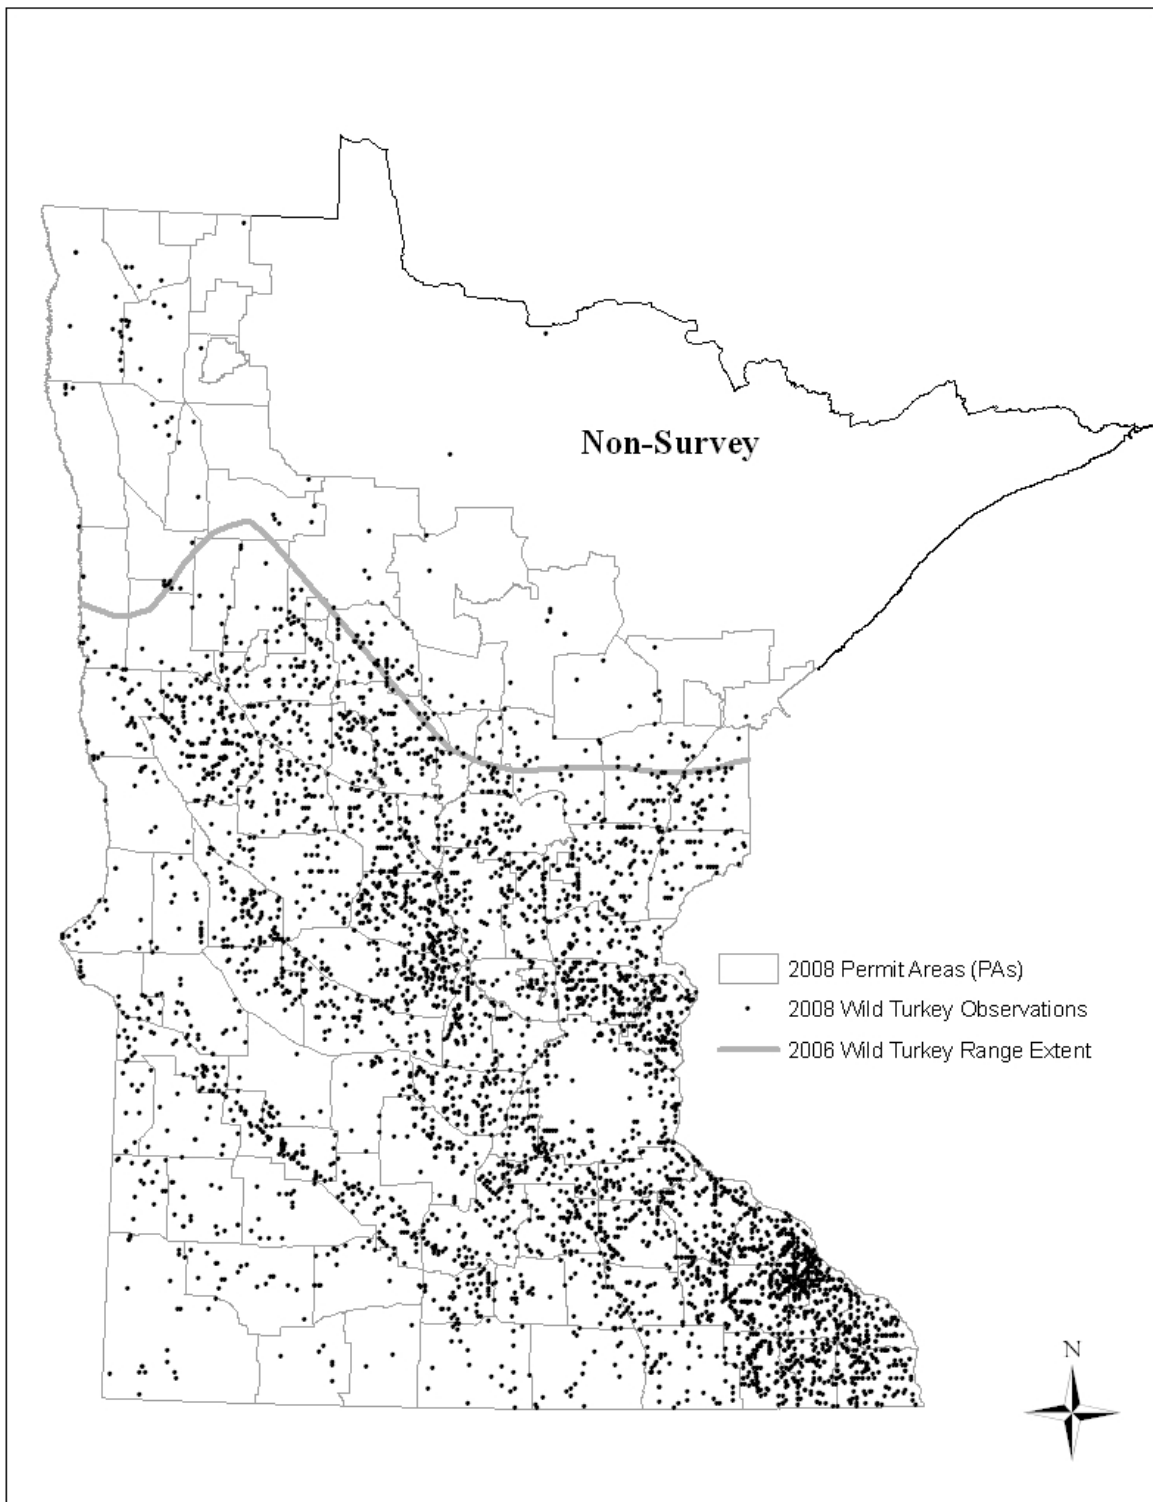 Non-Survey
2008 Permit Areas (PAs)
2008 Wild Turkey Observations
2006 Wild Turkey Range Extent
N